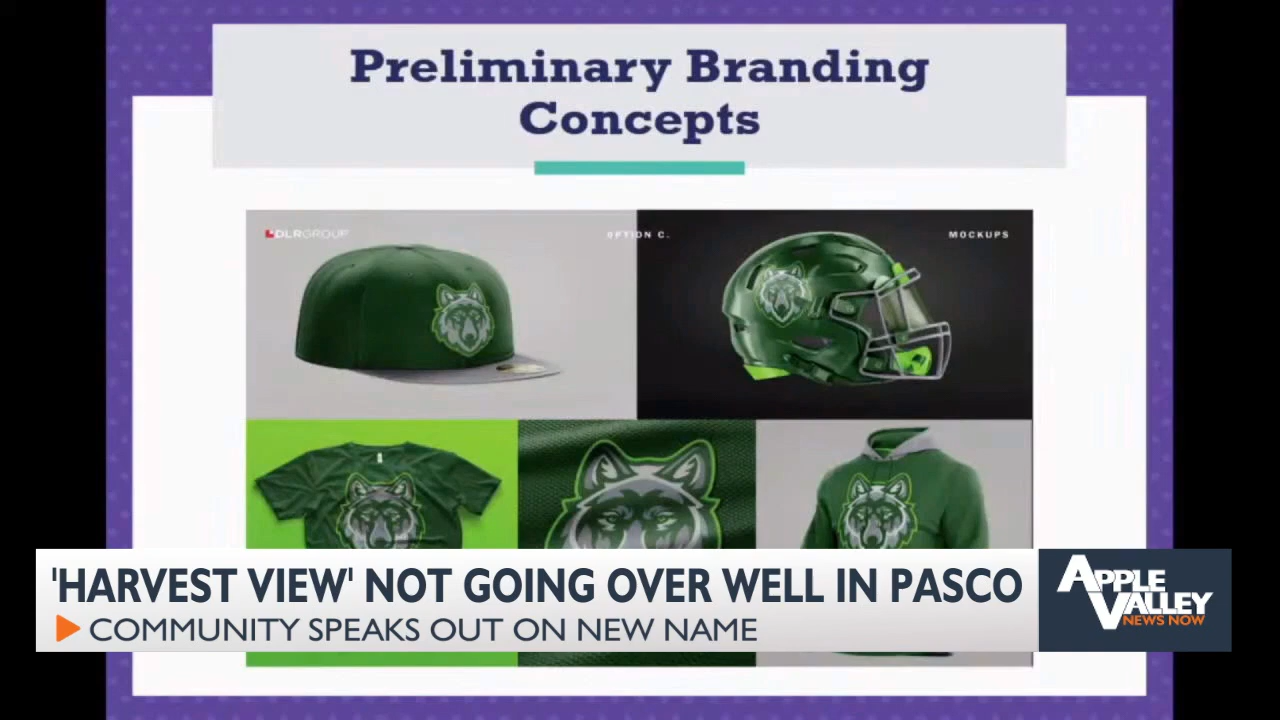 Preliminary Branding
Concepts
DLRGROUP
OPTION C.
MOCKUPS
'HARVEST VIEW' NOT GOING OVER WELL IN PASCO
COMMUNITY SPEAKS OUT ON NEW NAME
APPLE
VALLEY
NEWS NOW